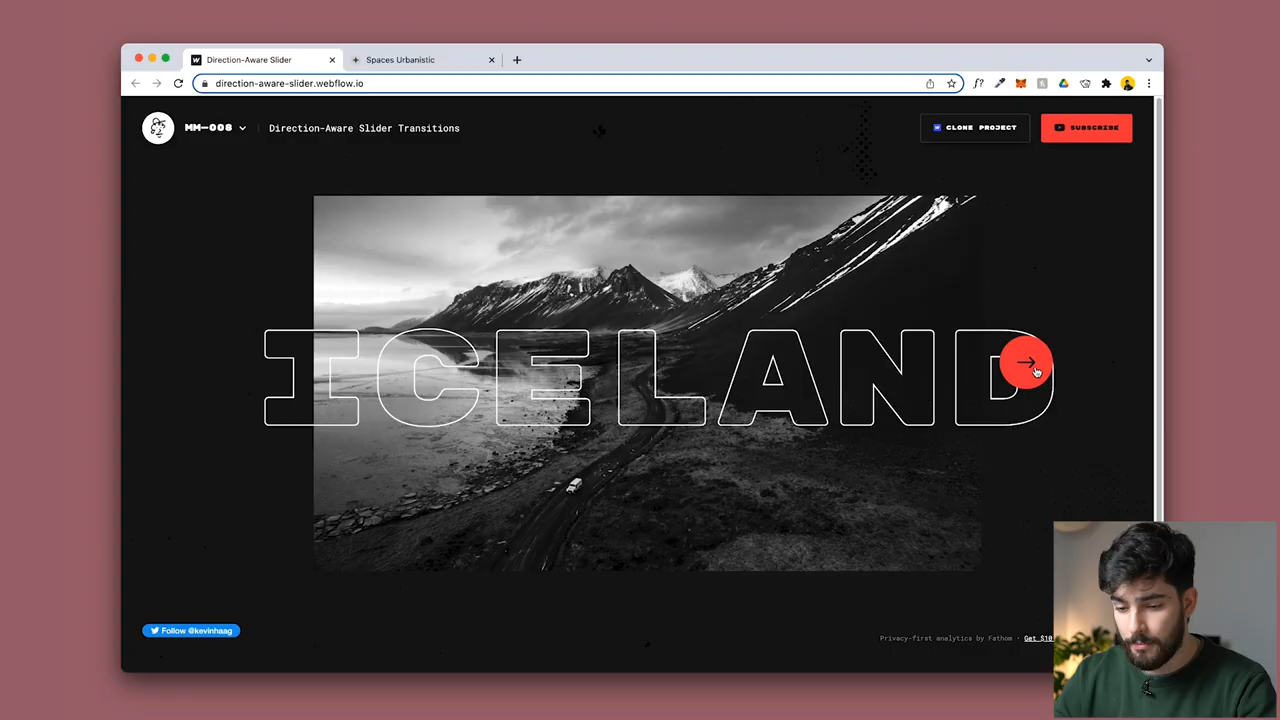 Direction-Aware Slider
Spaces Urbanistic
direction-aware-slider.webflow.io
f?
MM—008
Direction-Aware Slider Transitions
CLONE PROJECT
SUBSCRIBE
ICELAND
Follow @kevinhaag
Privacy-first analytics by Fathom · Get $10